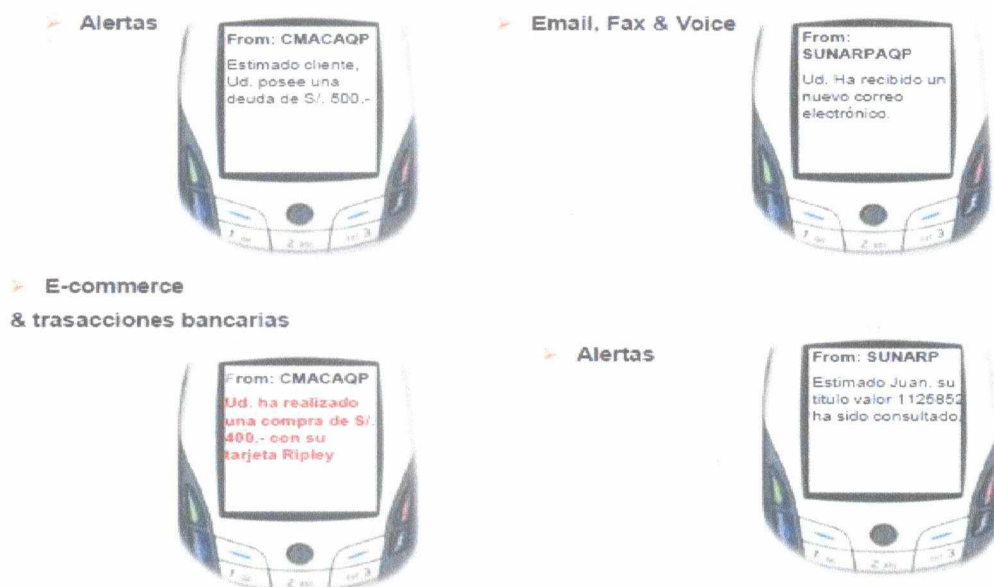 Alertas
From: CMACAQP
Estimado cliente,
Ud. posee una
deuda de S/. 500.-
Email, Fax & Voice
From:
SUNARPAQP
Ud. Ha recibido un
nuevo correo
electrónico.
E-commerce
& trasacciones bancarias
From: CMACAQP
Ud. ha realizado
una compra de S/.
400,- con su
tarjeta Ripley
Alertas
From: SUNARP
Estimado Juan, su
titulo valor 1125852
ha sido consultado.